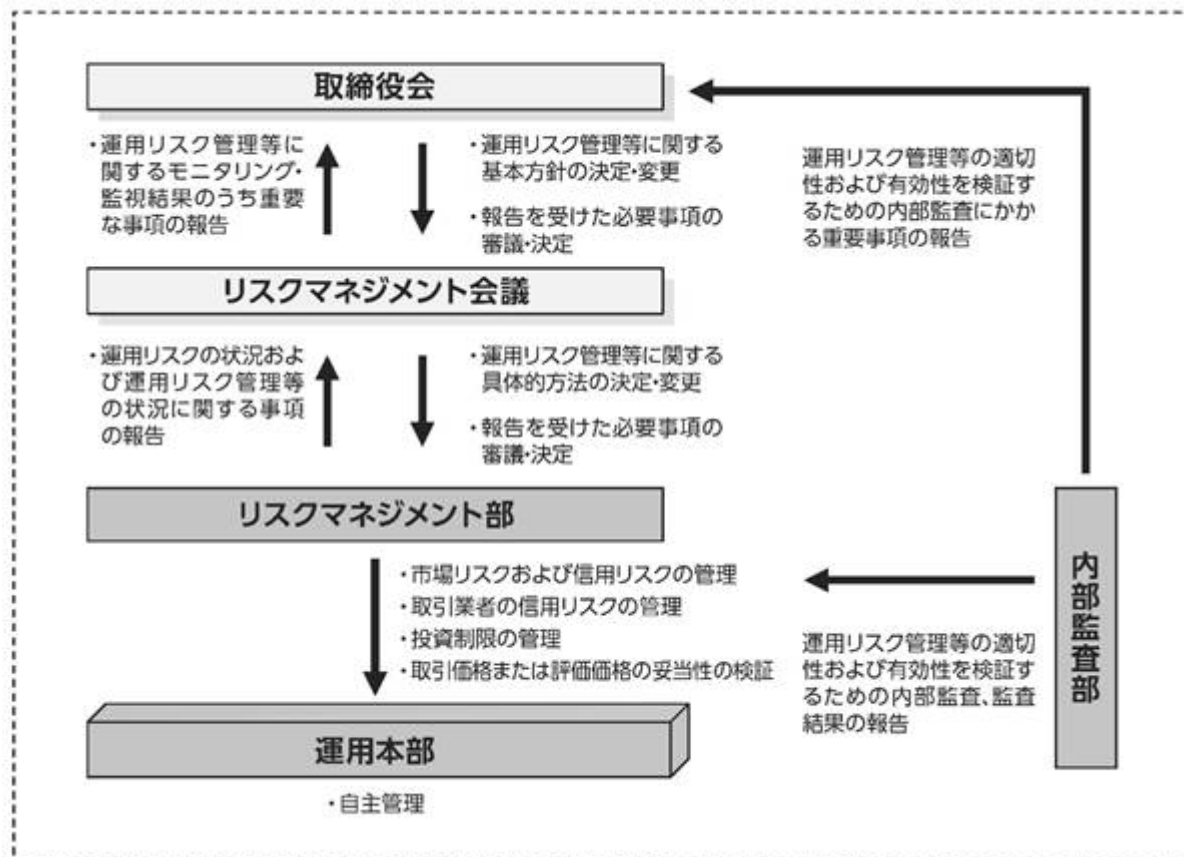 取締役会
・運用リスク管理等に
関するモニタリング・
監視結果のうち重要
な事項の報告
・運用リスク管理等に関する
基本方針の決定・変更
・報告を受けた必要事項の
審議・決定
運用リスク管理等の適切
性および有効性を検証す
るための内部監査にかか
る重要事項の報告
リスクマネジメント会議
・運用リスクの状況およ
び運用リスク管理等
の状況に関する事項
の報告
・運用リスク管理等に関する
具体的方法の決定・変更
・報告を受けた必要事項の
審議・決定
リスクマネジメント部
・市場リスクおよび信用リスクの管理
・取引業者の信用リスクの管理
・投資制限の管理
・取引価格または評価価格の妥当性の検証
運用リスク管理等の適切
性および有効性を検証す
るための内部監査、監査
結果の報告
内部監査部
運用本部
・自主管理